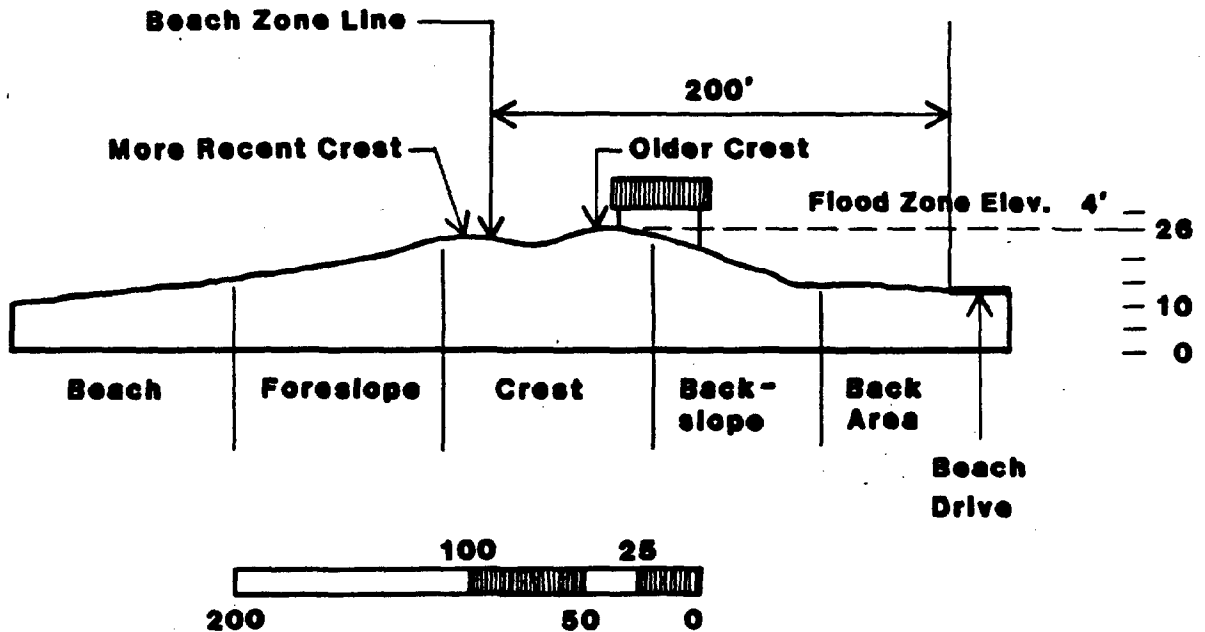 Beach Zone Line
200'
More Recent Crest
Older Crest
Flood Zone Elev. 4'
26
10
0
Beach
Foreslope
Crest
Back-
slope
Back
Area
Beach
Drive
100 25
200 50 0